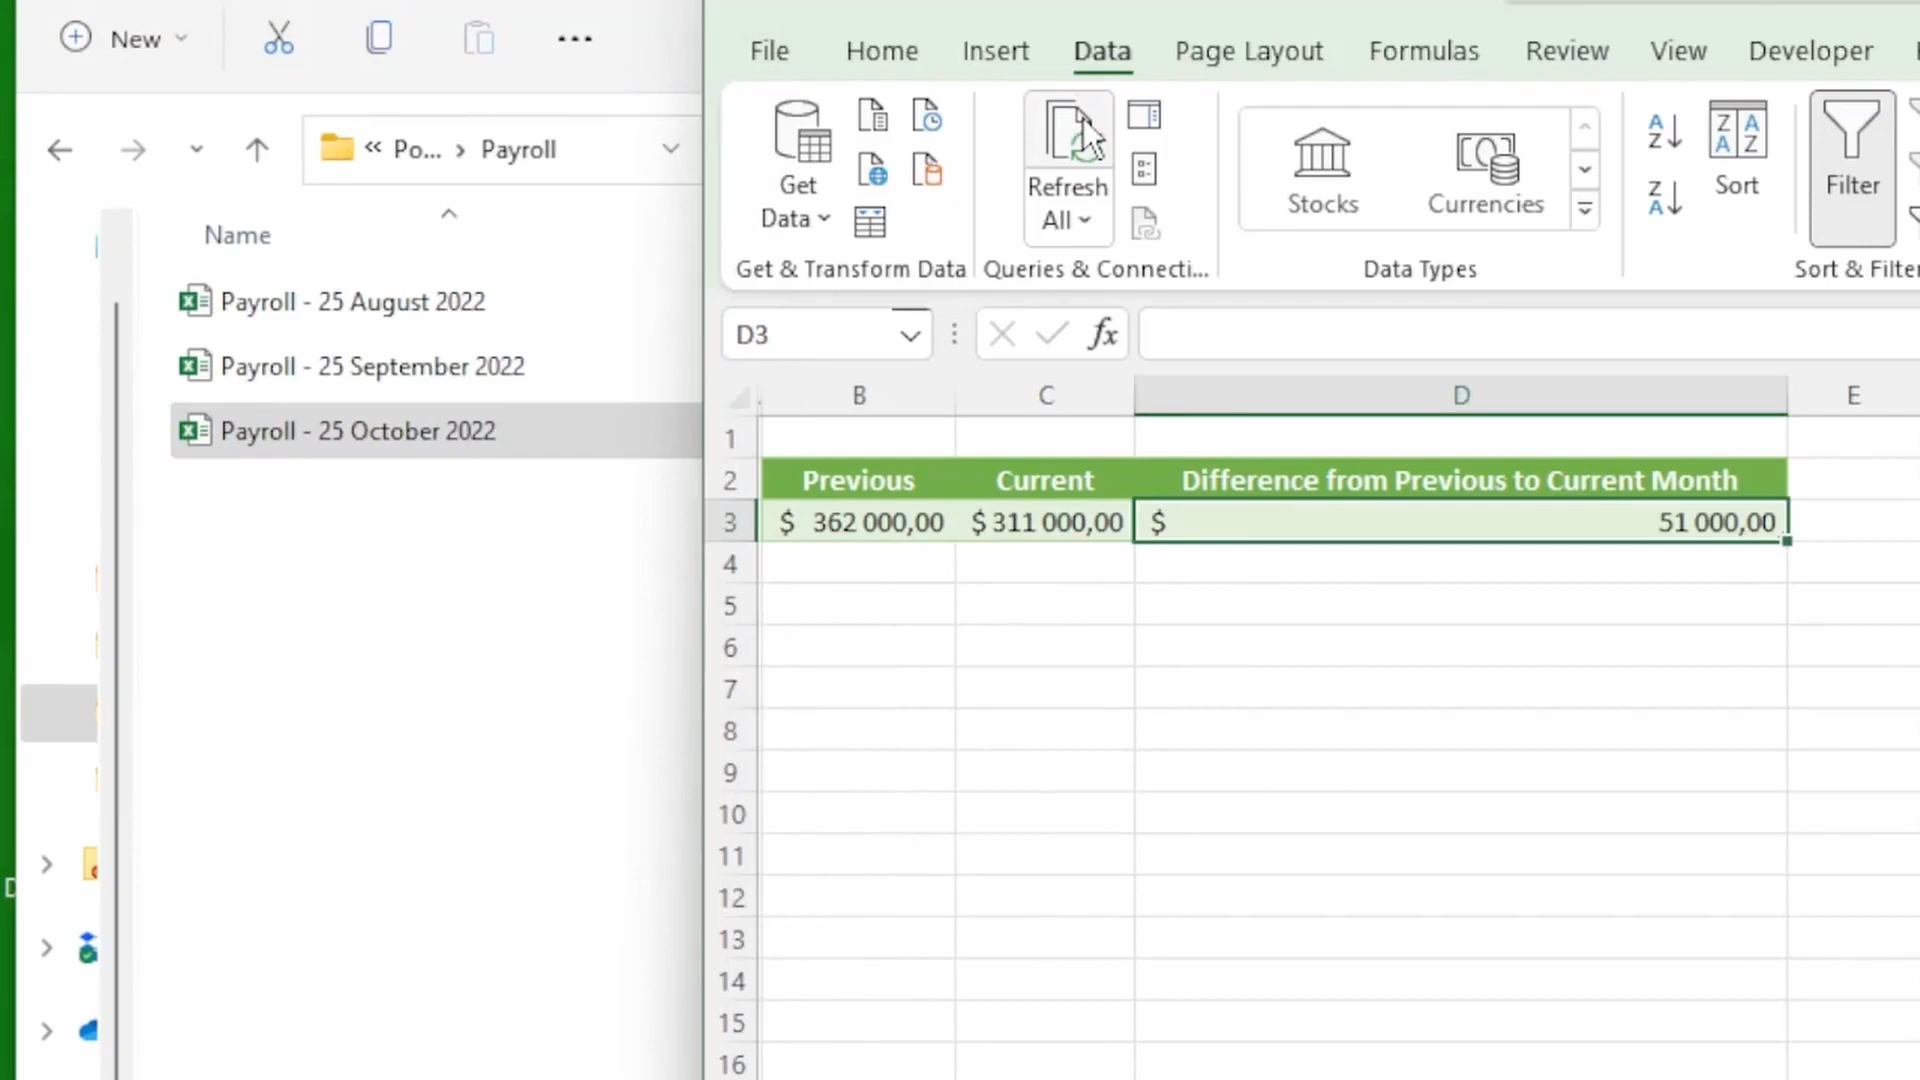 New
« Po... › Payroll
Name
Payroll - 25 August 2022
Payroll - 25 September 2022
Payroll - 25 October 2022
D
File Home Insert Data Page Layout Formulas Review View Developer
Get Data
Refresh All
Stocks
Currencies
Sort
Filter
Get & Transform Data
Queries & Connecti...
Data Types
Sort & Filter
D3
fx
B C D E
1
2 Previous Current Difference from Previous to Current Month
3 $ 362 000,00 $ 311 000,00 $ 51 000,00
4
5
6
7
8
9
10
11
12
13
14
15
16